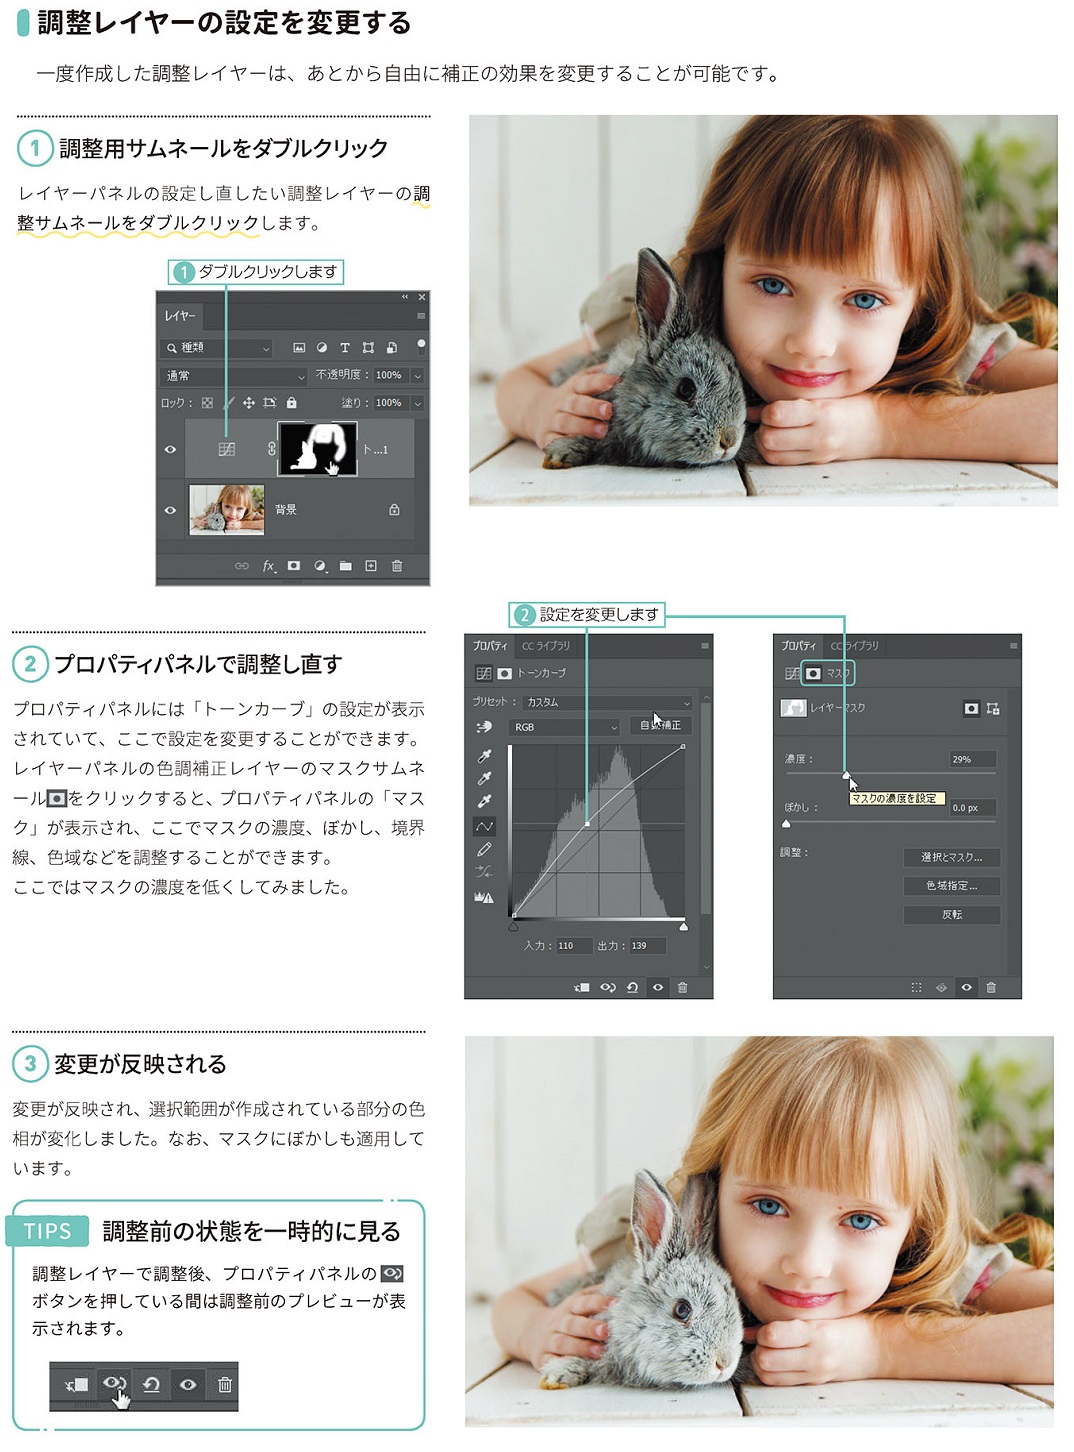 調整レイヤーの設定を変更する
一度作成した調整レイヤーは、あとから自由に補正の効果を変更することが可能です。
1 調整用サムネールをダブルクリック
レイヤーパネルの設定し直したい調整レイヤーの調
整サムネールをダブルクリックします。
1 ダブルクリックします
レイヤー
種類
通常 不透明度： 100%
ロック： 塗り： 100%
ト...1
背景
fx
2 設定を変更します
2 プロパティパネルで調整し直す
プロパティパネルには「トーンカーブ」の設定が表示
されていて、ここで設定を変更することができます。
レイヤーパネルの色調補正レイヤーのマスクサムネ
ールをクリックすると、プロパティパネルの「マス
ク」が表示され、ここでマスクの濃度、ぼかし、境界
線、色域などを調整することができます。
ここではマスクの濃度を低くしてみました。
プロパティ CC ライブラリ
トーンカーブ
プリセット： カスタム
RGB 自動補正
入力： 110 出力： 139
プロパティ CC ライブラリ
マスク
レイヤーマスク
濃度： 29%
マスクの濃度を設定
ぼかし： 0.0 px
調整：
選択とマスク...
色域指定...
反転
3 変更が反映される
変更が反映され、選択範囲が作成されている部分の色
相が変化しました。なお、マスクにぼかしも適用して
います。
TIPS 調整前の状態を一時的に見る
調整レイヤーで調整後、プロパティパネルの
ボタンを押している間は調整前のプレビューが表
示されます。